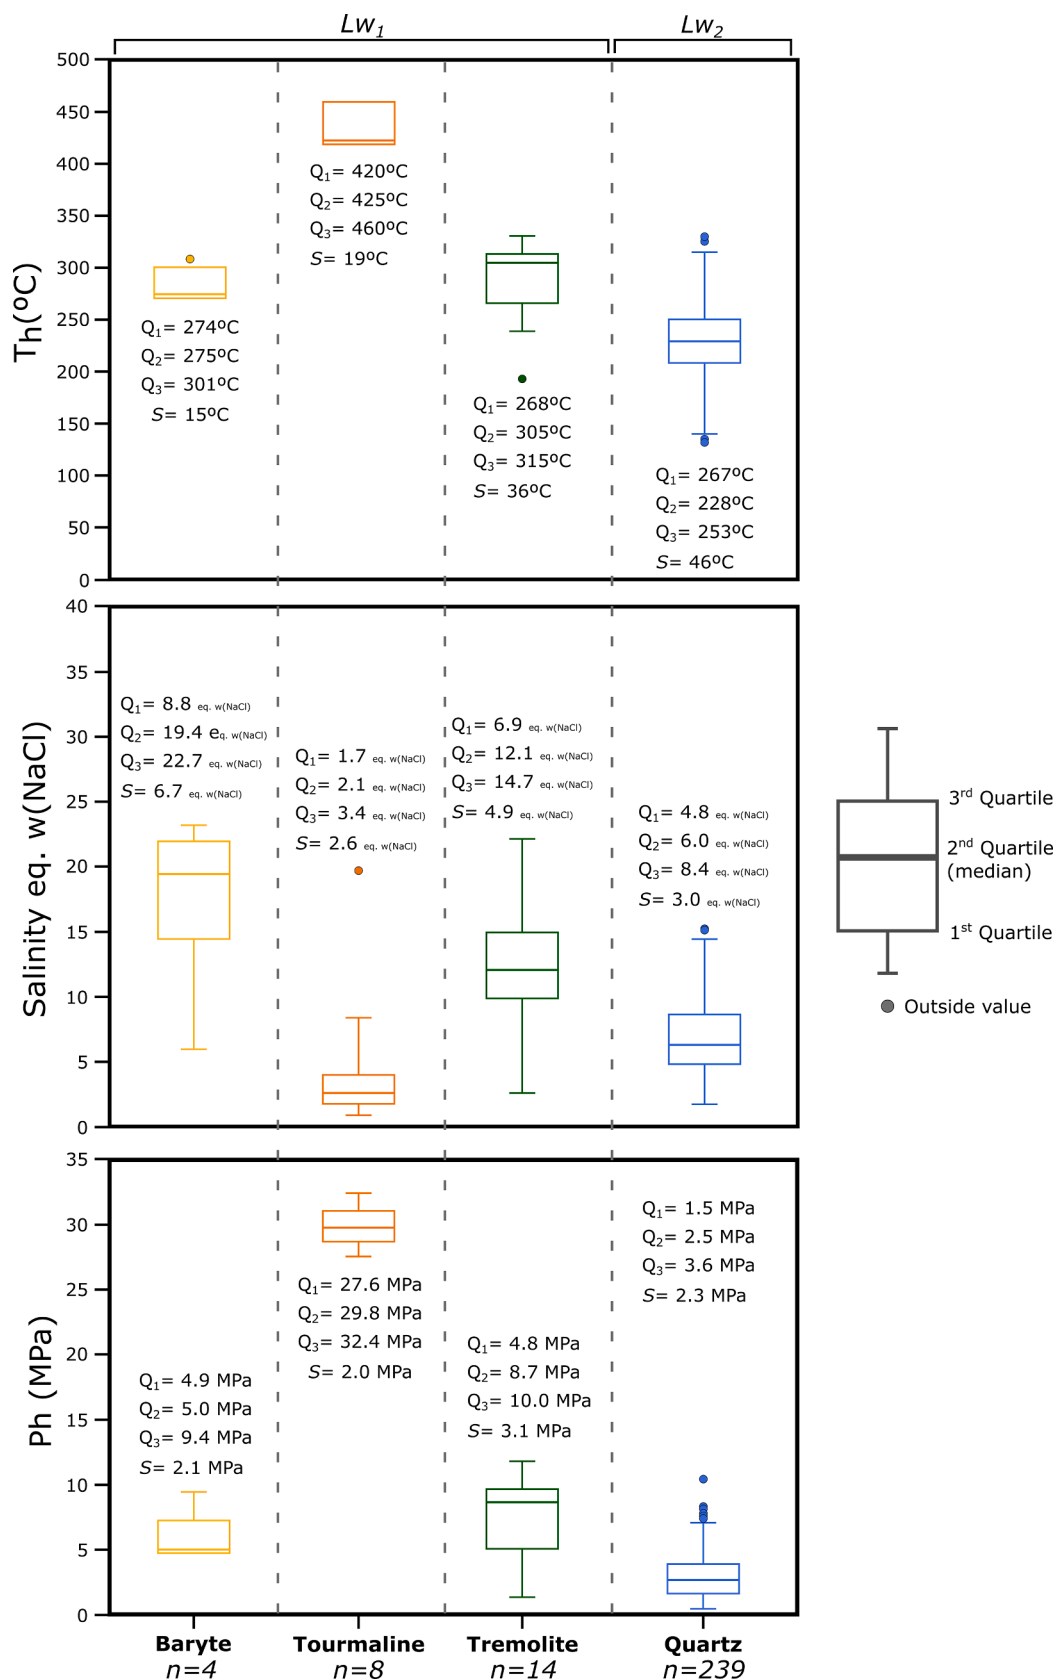 Lw1 Lw2
500
450
400
350
300
250
200
150
100
50
0
Th(ºC)
Q1= 274ºC
Q2= 275ºC
Q3= 301ºC
S= 15ºC
Q1= 420ºC
Q2= 425ºC
Q3= 460ºC
S= 19ºC
Q1= 268ºC
Q2= 305ºC
Q3= 315ºC
S= 36ºC
Q1= 267ºC
Q2= 228ºC
Q3= 253ºC
S= 46ºC
40
35
30
25
20
15
10
5
0
Salinity eq. w(NaCl)
Q1= 8.8 eq. w(NaCl)
Q2= 19.4 eq. w(NaCl)
Q3= 22.7 eq. w(NaCl)
S= 6.7 eq. w(NaCl)
Q1= 1.7 eq. w(NaCl)
Q2= 2.1 eq. w(NaCl)
Q3= 3.4 eq. w(NaCl)
S= 2.6 eq. w(NaCl)
Q1= 6.9 eq. w(NaCl)
Q2= 12.1 eq. w(NaCl)
Q3= 14.7 eq. w(NaCl)
S= 4.9 eq. w(NaCl)
Q1= 4.8 eq. w(NaCl)
Q2= 6.0 eq. w(NaCl)
Q3= 8.4 eq. w(NaCl)
S= 3.0 eq. w(NaCl)
3rd Quartile
2nd Quartile
(median)
1st Quartile
Outside value
35
30
25
20
15
10
5
0
Ph (MPa)
Q1= 4.9 MPa
Q2= 5.0 MPa
Q3= 9.4 MPa
S= 2.1 MPa
Q1= 27.6 MPa
Q2= 29.8 MPa
Q3= 32.4 MPa
S= 2.0 MPa
Q1= 4.8 MPa
Q2= 8.7 MPa
Q3= 10.0 MPa
S= 3.1 MPa
Q1= 1.5 MPa
Q2= 2.5 MPa
Q3= 3.6 MPa
S= 2.3 MPa
Baryte Tourmaline Tremolite Quartz
n=4 n=8 n=14 n=239